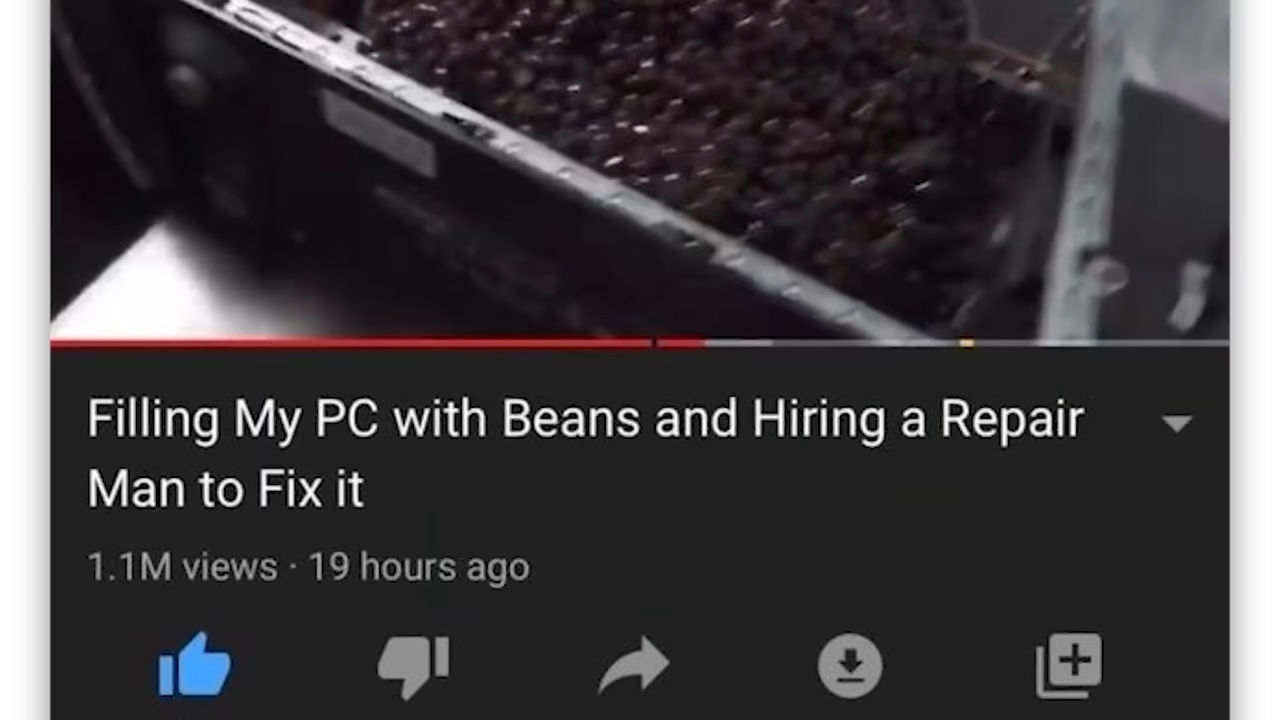 Filling My PC with Beans and Hiring a Repair
Man to Fix it
1.1M views · 19 hours ago